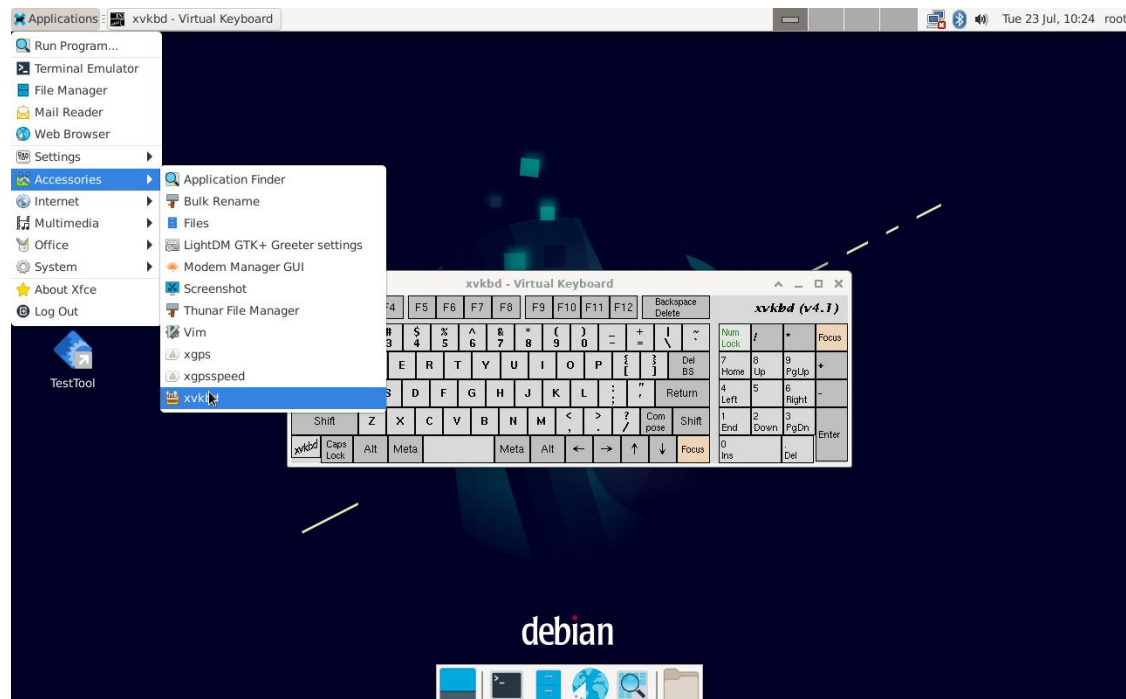 Applications xvkbd - Virtual Keyboard Tue 23 Jul, 10:24 root
Run Program...
Terminal Emulator
File Manager
Mail Reader
Web Browser
Settings
Accessories
Internet
Multimedia
Office
System
About Xfce
Log Out
Application Finder
Bulk Rename
Files
LightDM GTK+ Greeter settings
Modem Manager GUI
Screenshot
Thunar File Manager
Vim
xgps
xgpsspeed
TestTool
xvkbd - Virtual Keyboard
F5 F6 F7 F8 F9 F10 F11 F12 Backspace xvkbd (v4.1)
Delete
# $ % ^ & * ( ) _ + | ~ Num / * Focus
3 4 5 6 7 8 9 0 - = \ ` Lock
E R T Y U I O P { } Del 7 8 9 +
[ ] BS Home Up PgUp
D F G H J K L : " Return 4 5 6 -
; ' Left Right
Shift Z X C V B N M < > ? Com Shift 1 2 3 Enter
, . / pose End Down PgDn
xvkbd Caps Alt Meta Meta Alt ← → ↑ ↓ Focus 0 .
Lock Ins Del
debian